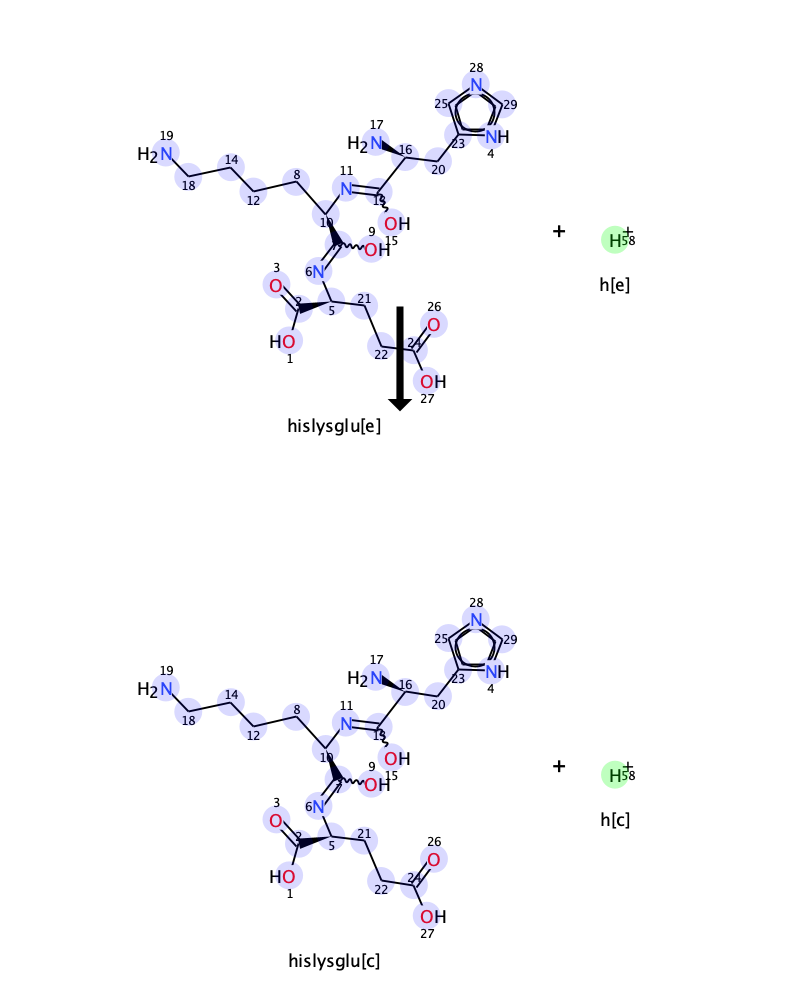 28
25
29
17
19
H₂N
N
H₂N
N
16
23
NH
14
20
4
11
8
N
13
18
12
10
OH
9
15
7
OH
+
H⁺
58
6
N
3
O
h[e]
2
5
21
26
O
HO
1
22
24
OH
27
hislysglu[e]
28
25
29
17
19
H₂N
N
H₂N
N
16
23
NH
14
20
4
11
8
N
13
18
12
10
OH
9
15
7
OH
+
H⁺
58
6
N
3
O
h[c]
2
5
21
26
O
HO
1
22
24
OH
27
hislysglu[c]